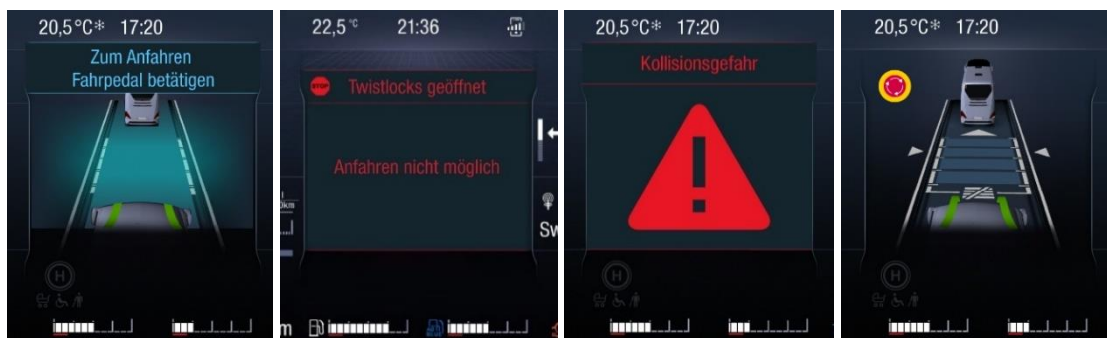 20,5°C* 17:20
Zum Anfahren
Fahrpedal betätigen
H
22,5 °C 21:36
STOP Twistlocks geöffnet
Anfahren nicht möglich
Sw
m
20,5°C* 17:20
Kollisionsgefahr
H
20,5°C* 17:20
H